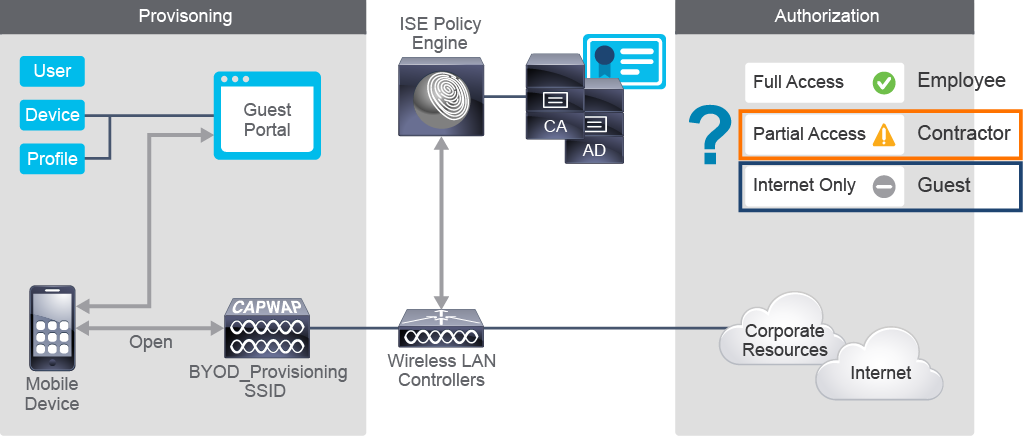 Provisoning
User
Device
Profile
Guest
Portal
Mobile
Device
Open
CAPWAP
BYOD_Provisioning
SSID
ISE Policy
Engine
CA
AD
Wireless LAN
Controllers
Authorization
?
Full Access
Employee
Partial Access
Contractor
Internet Only
Guest
Corporate
Resources
Internet